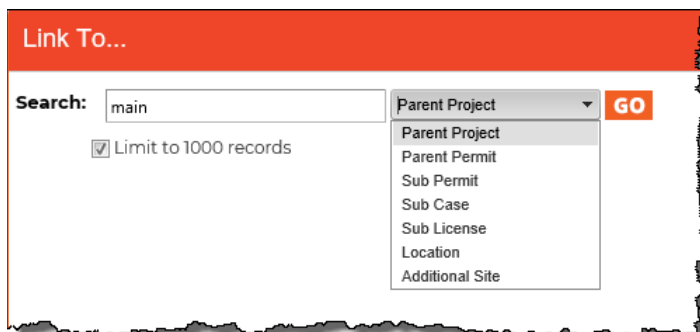 Link To...
Search: main Parent Project GO
Limit to 1000 records
Parent Project
Parent Permit
Sub Permit
Sub Case
Sub License
Location
Additional Site